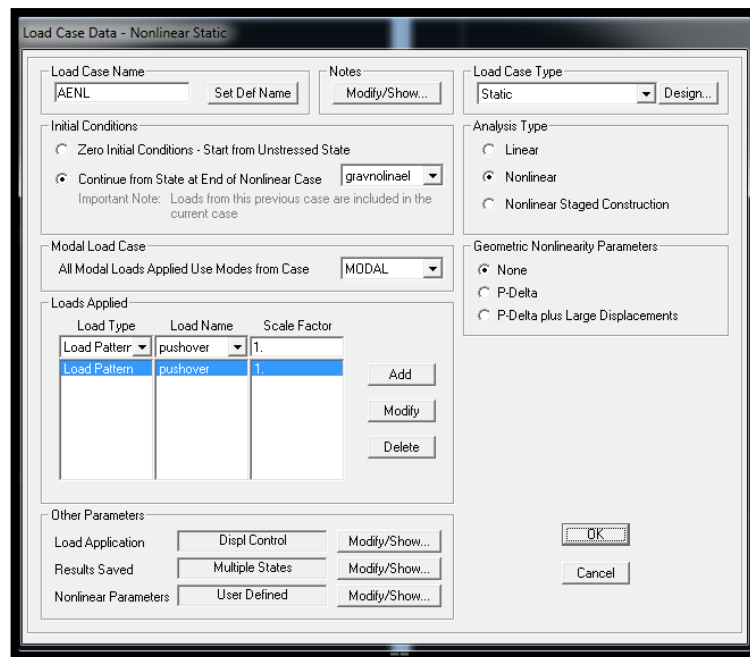 Load Case Data - Nonlinear Static
Load Case Name
AENL
Set Def Name
Notes
Modify/Show...
Load Case Type
Static
Design...
Initial Conditions
Zero Initial Conditions - Start from Unstressed State
Continue from State at End of Nonlinear Case
gravnolinael
Important Note: Loads from this previous case are included in the
current case
Analysis Type
Linear
Nonlinear
Nonlinear Staged Construction
Modal Load Case
All Modal Loads Applied Use Modes from Case
MODAL
Geometric Nonlinearity Parameters
None
P-Delta
P-Delta plus Large Displacements
Loads Applied
Load Type Load Name Scale Factor
Load Pattern pushover 1.
Load Pattern pushover 1.
Add
Modify
Delete
Other Parameters
Load Application Displ Control Modify/Show...
Results Saved Multiple States Modify/Show...
Nonlinear Parameters User Defined Modify/Show...
OK
Cancel